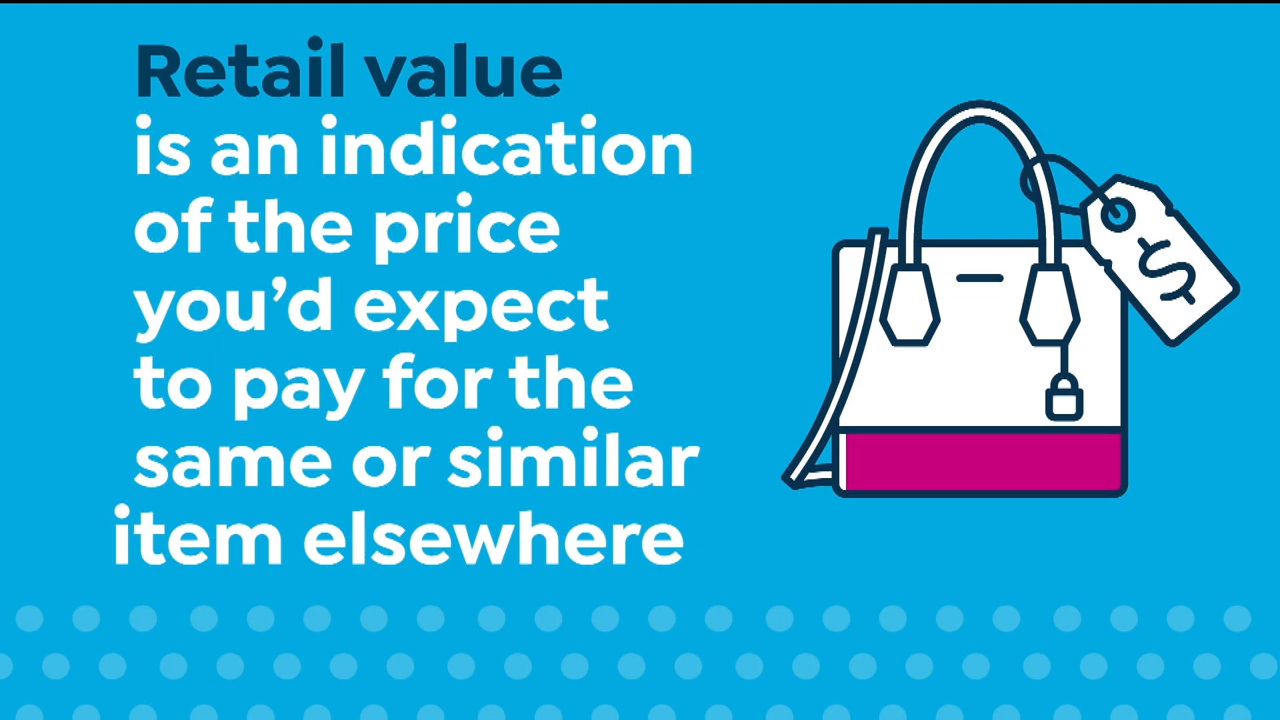 Retail value
is an indication
of the price
you’d expect
to pay for the
same or similar
item elsewhere
$